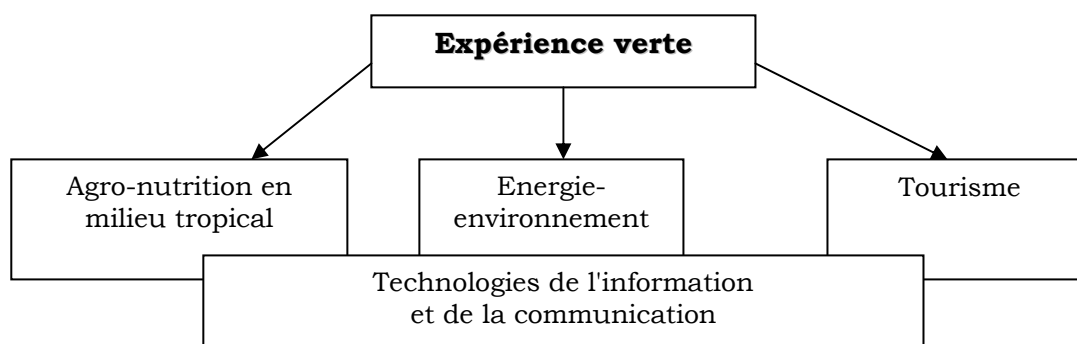 Expérience verte
Agro-nutrition en
milieu tropical
Energie-
environnement
Tourisme
Technologies de l'information
et de la communication